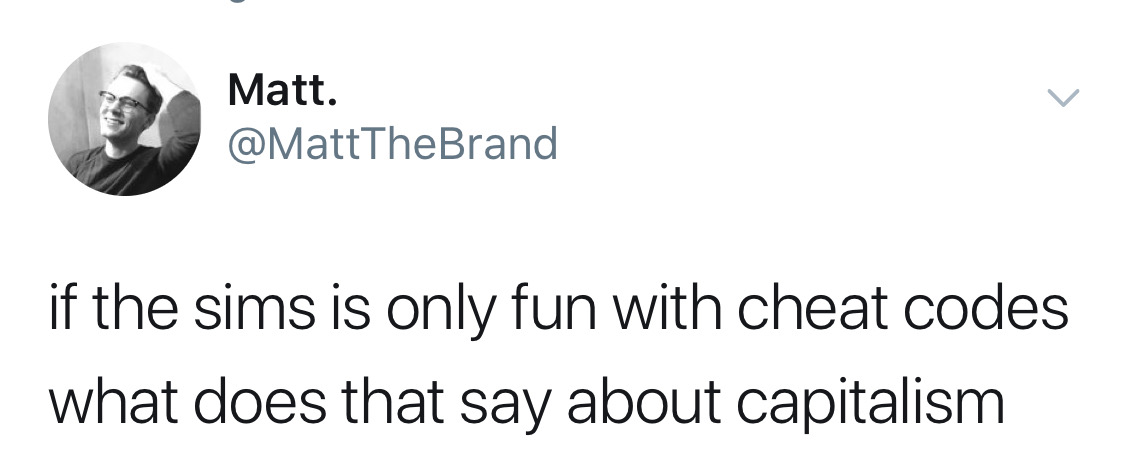 Matt.
@MattTheBrand
if the sims is only fun with cheat codes
what does that say about capitalism